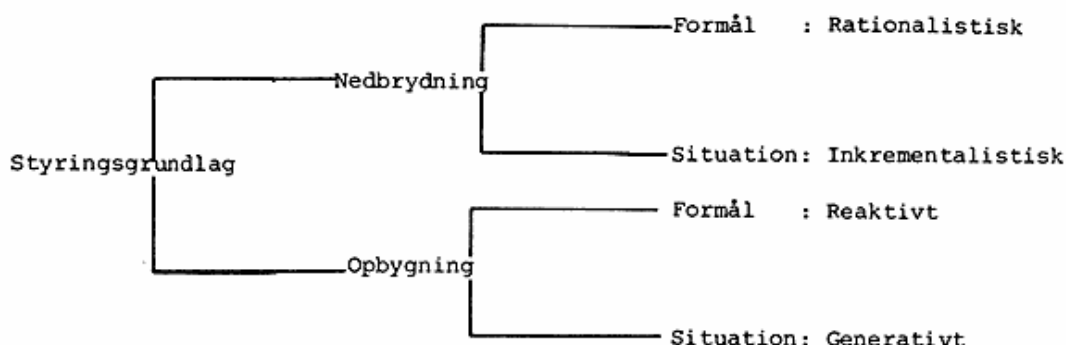 Formål : Rationalistisk
Nedbrydning
Situation: Inkrementalistisk
Styringsgrundlag
Formål : Reaktivt
Opbygning
Situation: Generativt